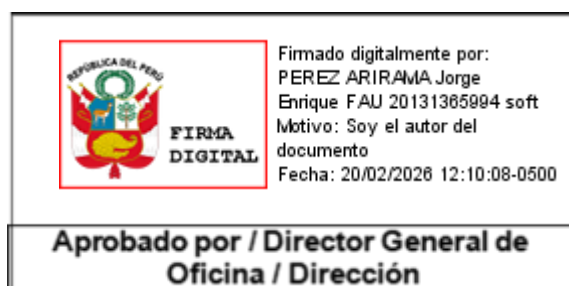 REPÚBLICA DEL PERÚ
FIRMA
DIGITAL
Firmado digitalmente por:
PEREZ ARIRAMA Jorge
Enrique FAU 20131365994 soft
Motivo: Soy el autor del
documento
Fecha: 20/02/2026 12:10:08-0500
Aprobado por / Director General de
Oficina / Dirección